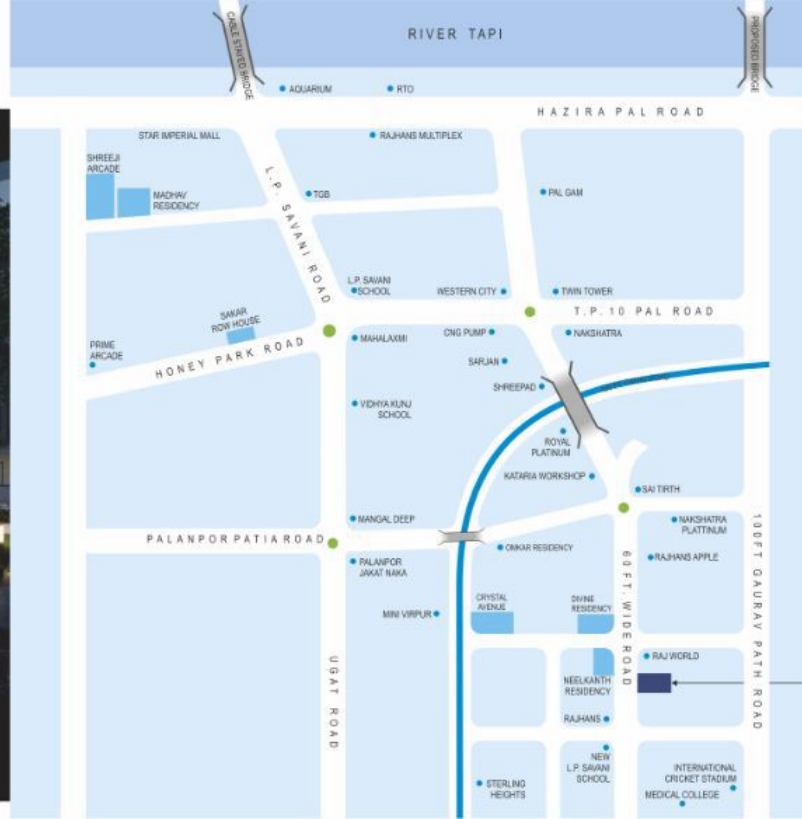 RIVER TAPI
CABLE STAYED BRIDGE
PROPOSED BRIDGE
AQUARIUM
RTO
HAZIRA PAL ROAD
STAR IMPERIAL MALL
RAJHANS MULTIPLEX
SHREEJI
ARCADE
MADHAV
RESIDENCY
TGB
PAL GAM
L.P. SAVANI ROAD
L.P. SAVANI
SCHOOL
WESTERN CITY
TWIN TOWER
T.P.10 PAL ROAD
SAKAR
ROW HOUSE
MAHALAXMI
CNG PUMP
NAKSHATRA
PRIME
ARCADE
HONEY PARK ROAD
SARJAN
SHREEPAD
VIDHYA KUNJ
SCHOOL
ROYAL
PLATINUM
KATARIA WORKSHOP
SAI TIRTH
MANGAL DEEP
NAKSHATRA
PLATTINUM
PALANPOR PATIA ROAD
OMKAR RESIDENCY
RAJHANS APPLE
PALANPOR
JAKAT NAKA
100FT GAURAV PATH ROAD
60 FT. WIDE ROAD
CRYSTAL
AVENUE
DIVINE
RESIDENCY
MINI VIRPUR
UGAT ROAD
RAJ WORLD
NEELKANTH
RESIDENCY
RAJHANS
NEW
L.P. SAVANI
SCHOOL
STERLING
HEIGHTS
INTERNATIONAL
CRICKET STADIUM
MEDICAL COLLEGE